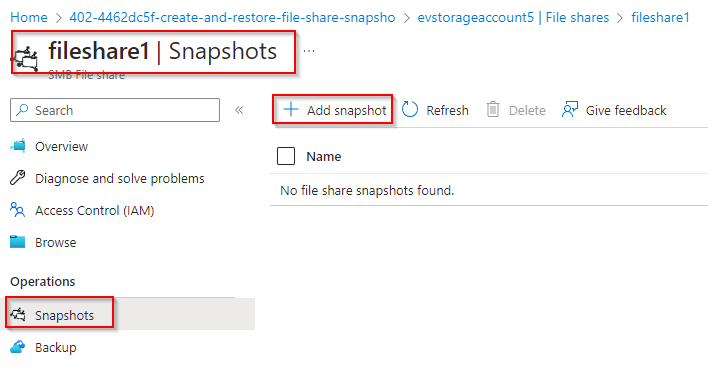 Home > 402-4462dc5f-create-and-restore-file-share-snapsho > evstorageaccount5 | File shares > fileshare1
fileshare1 | Snapshots ...
SMB File share
Search «
+ Add snapshot Refresh Delete Give feedback
Overview
Diagnose and solve problems
Access Control (IAM)
Browse
Operations
Snapshots
Backup
Name
No file share snapshots found.